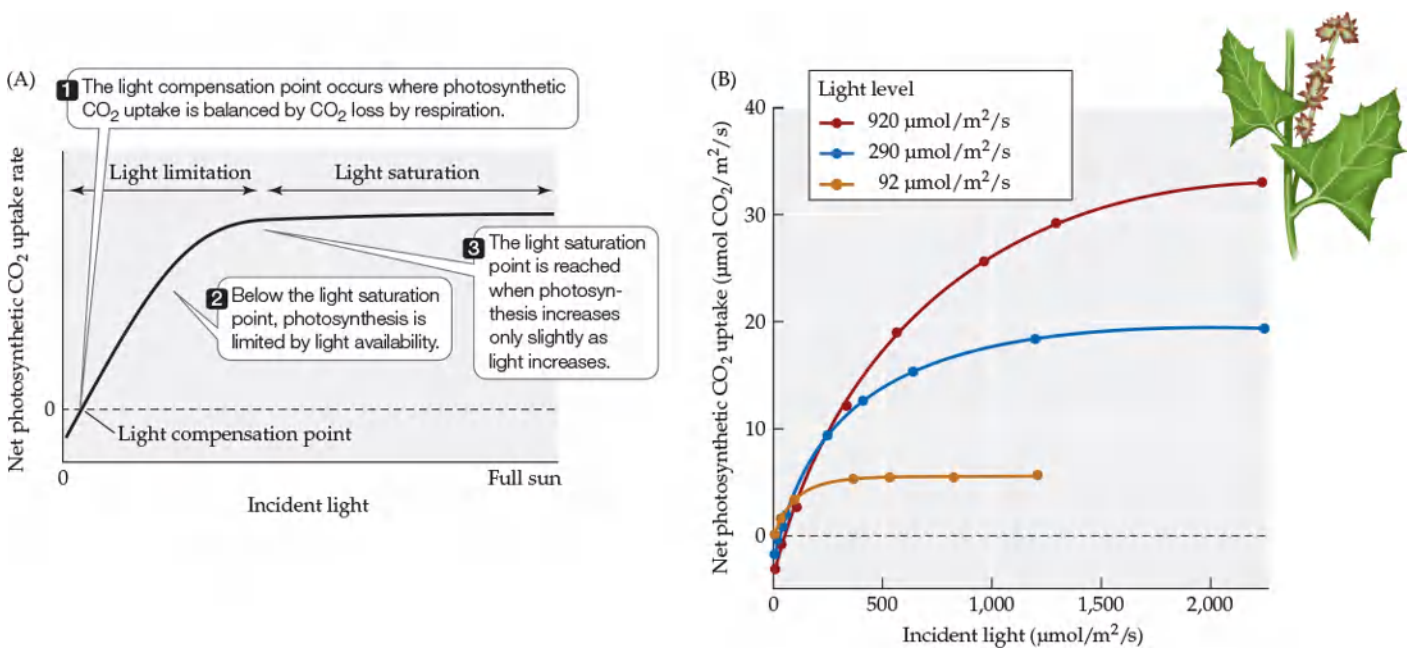 (A)
1 The light compensation point occurs where photosynthetic
CO₂ uptake is balanced by CO₂ loss by respiration.
Net photosynthetic CO₂ uptake rate
Light limitation
Light saturation
2 Below the light saturation
point, photosynthesis is
limited by light availability.
3 The light saturation
point is reached
when photosyn-
thesis increases
only slightly as
light increases.
0
Light compensation point
0
Full sun
Incident light
(B)
Light level
920 μmol/m²/s
290 μmol/m²/s
92 μmol/m²/s
Net photosynthetic CO₂ uptake (μmol CO₂/m²/s)
40
30
20
10
0
0
500
1,000
1,500
2,000
Incident light (μmol/m²/s)